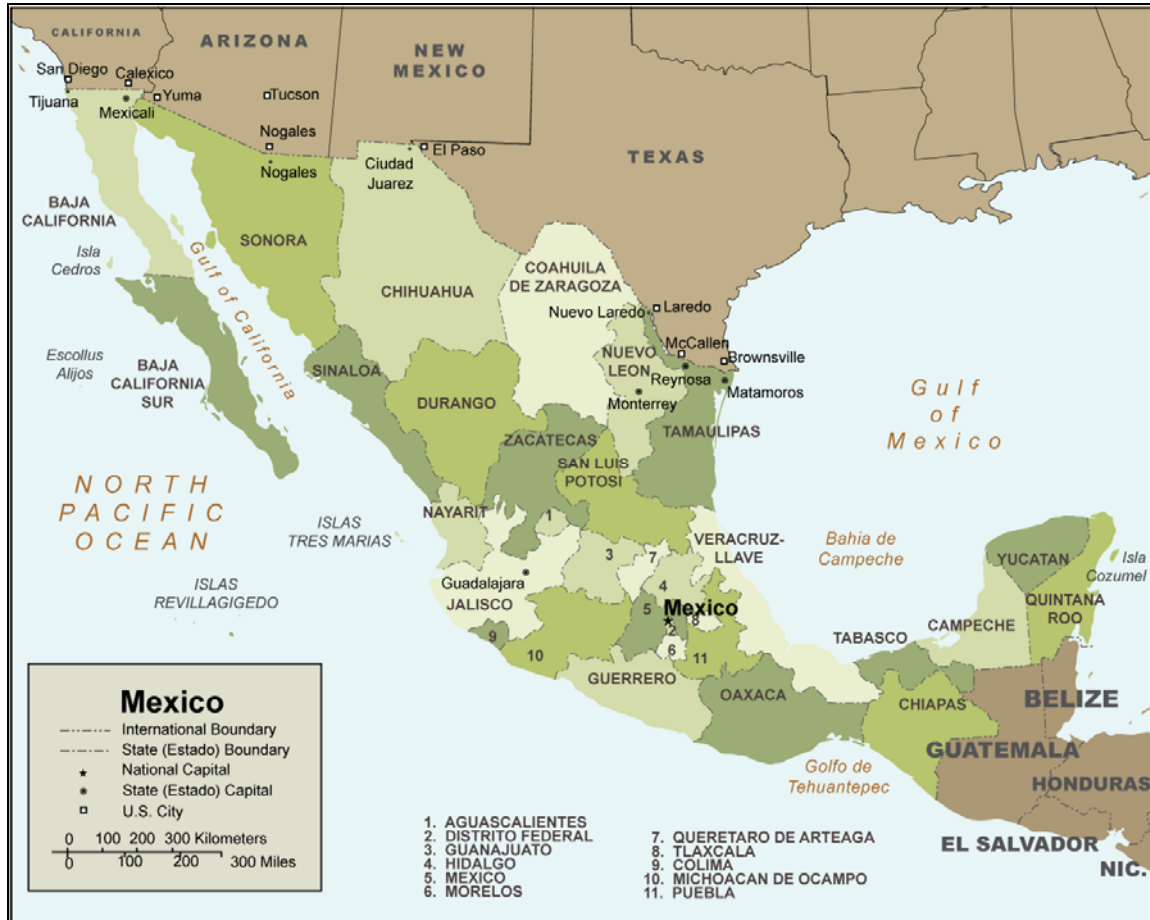 CALIFORNIA
ARIZONA
NEW
MEXICO
TEXAS
San Diego
Calexico
Tijuana
Mexicali
Yuma
Tucson
Nogales
Nogales
Ciudad
Juarez
El Paso
BAJA
CALIFORNIA
Isla
Cedros
Gulf of California
SONORA
CHIHUAHUA
COAHUILA
DE ZARAGOZA
Nuevo Laredo
Laredo
McCallen
Brownsville
NUEVO
LEON
Reynosa
Matamoros
Monterrey
Escollus
Alijos
BAJA
CALIFORNIA
SUR
SINALOA
DURANGO
ZACATECAS
TAMAULIPAS
SAN LUIS
POTOSI
Gulf
of
Mexico
NORTH
PACIFIC
OCEAN
ISLAS
TRES MARIAS
NAYARIT
1
3
7
4
VERACRUZ-
LLAVE
Bahia de
Campeche
YUCATAN
Isla
Cozumel
QUINTANA
ROO
ISLAS
REVILLAGIGEDO
Guadalajara
JALISCO
5
Mexico
8
2
6
9
10
11
GUERRERO
OAXACA
TABASCO
CAMPECHE
CHIAPAS
BELIZE
GUATEMALA
HONDURAS
EL SALVADOR
NIC.
Golfo de
Tehuantepec
Mexico
International Boundary
State (Estado) Boundary
National Capital
State (Estado) Capital
U.S. City
0 100 200 300 Kilometers
0 100 200 300 Miles
1. AGUASCALIENTES
2. DISTRITO FEDERAL
3. GUANAJUATO
4. HIDALGO
5. MEXICO
6. MORELOS
7. QUERETARO DE ARTEAGA
8. TLAXCALA
9. COLIMA
10. MICHOACAN DE OCAMPO
11. PUEBLA